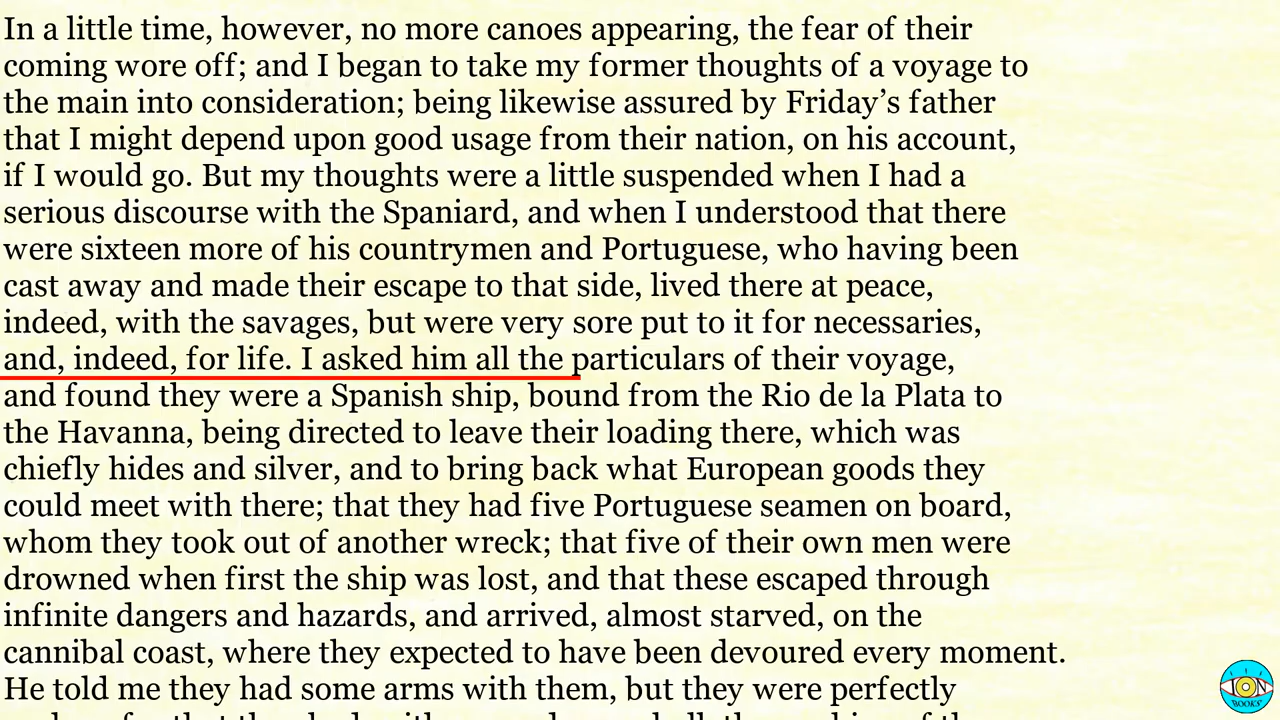 In a little time, however, no more canoes appearing, the fear of their
coming wore off; and I began to take my former thoughts of a voyage to
the main into consideration; being likewise assured by Friday’s father
that I might depend upon good usage from their nation, on his account,
if I would go. But my thoughts were a little suspended when I had a
serious discourse with the Spaniard, and when I understood that there
were sixteen more of his countrymen and Portuguese, who having been
cast away and made their escape to that side, lived there at peace,
indeed, with the savages, but were very sore put to it for necessaries,
and, indeed, for life. I asked him all the particulars of their voyage,
and found they were a Spanish ship, bound from the Rio de la Plata to
the Havanna, being directed to leave their loading there, which was
chiefly hides and silver, and to bring back what European goods they
could meet with there; that they had five Portuguese seamen on board,
whom they took out of another wreck; that five of their own men were
drowned when first the ship was lost, and that these escaped through
infinite dangers and hazards, and arrived, almost starved, on the
cannibal coast, where they expected to have been devoured every moment.
He told me they had some arms with them, but they were perfectly
ION
BOOKS